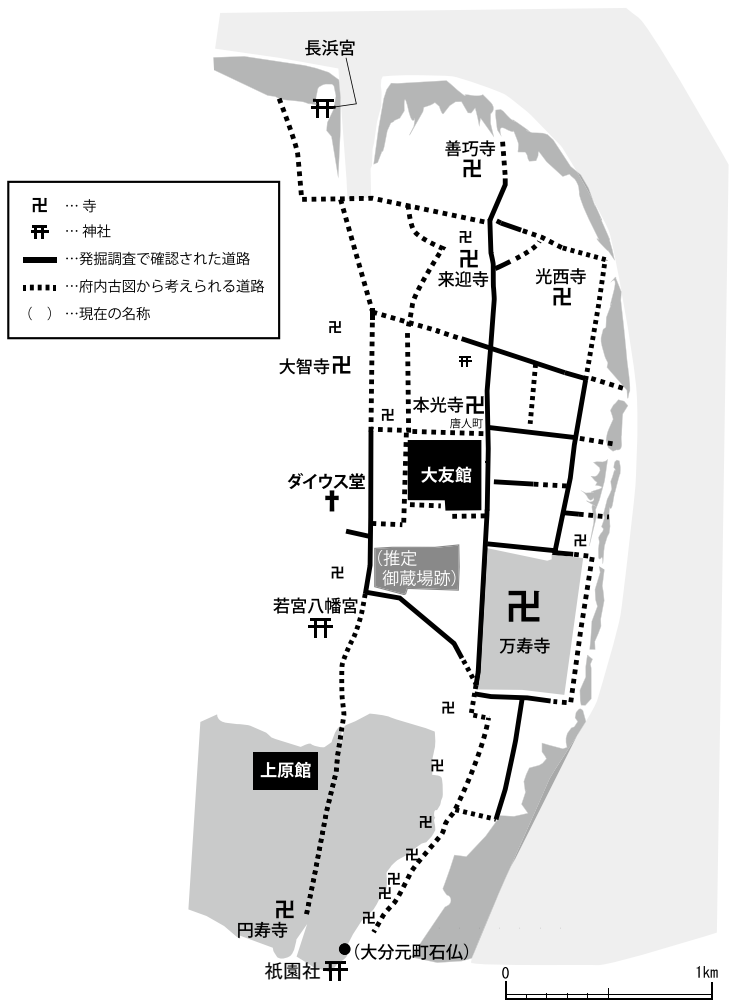 長浜宮
善巧寺
… 寺
… 神社
…発掘調査で確認された道路
…府内古図から考えられる道路
( ) …現在の名称
来迎寺
光西寺
大智寺
本光寺
唐人町
大友館
ダイウス堂
(推定
御蔵場跡)
若宮八幡宮
万寿寺
上原館
円寿寺
(大分元町石仏)
祇園社
0 1km